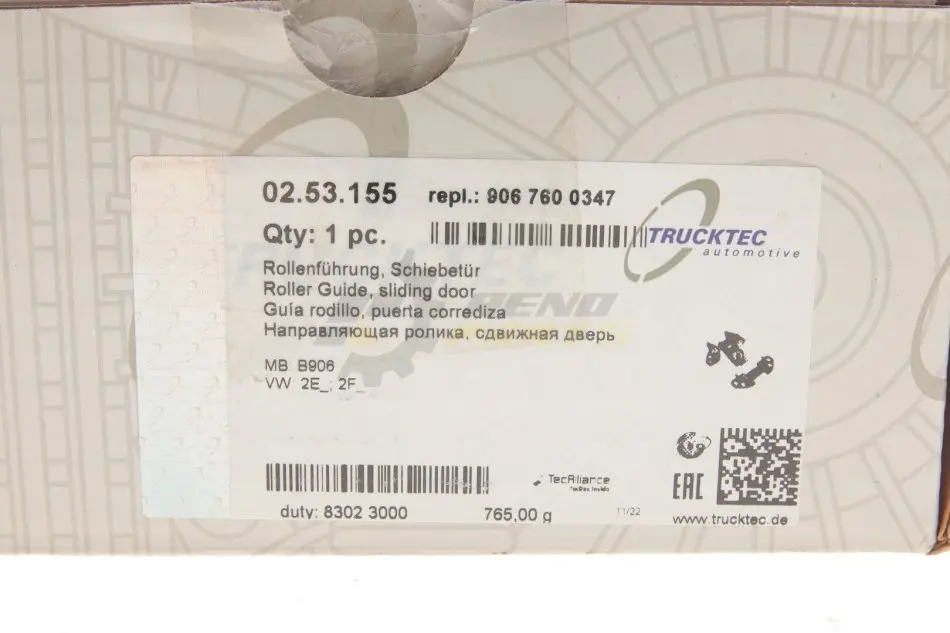 02.53.155 repl.: 906 760 0347
Qty: 1 pc.
TRUCKTEC
automotive
Rollenführung, Schiebetür
Roller Guide, sliding door
Guía rodillo, puerta corrediza
Направляющая ролика, сдвижная дверь
MB B906
VW 2E_; 2F_
TecAlliance
duty: 8302 3000 765,00 g 11/22
EAC
www.trucktec.de